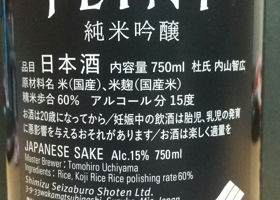 純米吟醸
品目 日本酒 内容量 750ml 杜氏 内山智広
原材料名/米(国産)、米麹(国産米)
精米歩合60% アルコール分 15度
お酒は20歳になってから/妊娠中の飲酒は胎児、乳児の発育
に悪影響を与えるおそれがあります/お酒は楽しく適量を
JAPANESE SAKE Alc.15% 750ml
Master Brewer : Tomohiro Uchiyama
Ingredients : Rice, Koji Rice Rice polishing rate 60%
Shimizu Seizaburo Shoten Ltd.
3-9-33